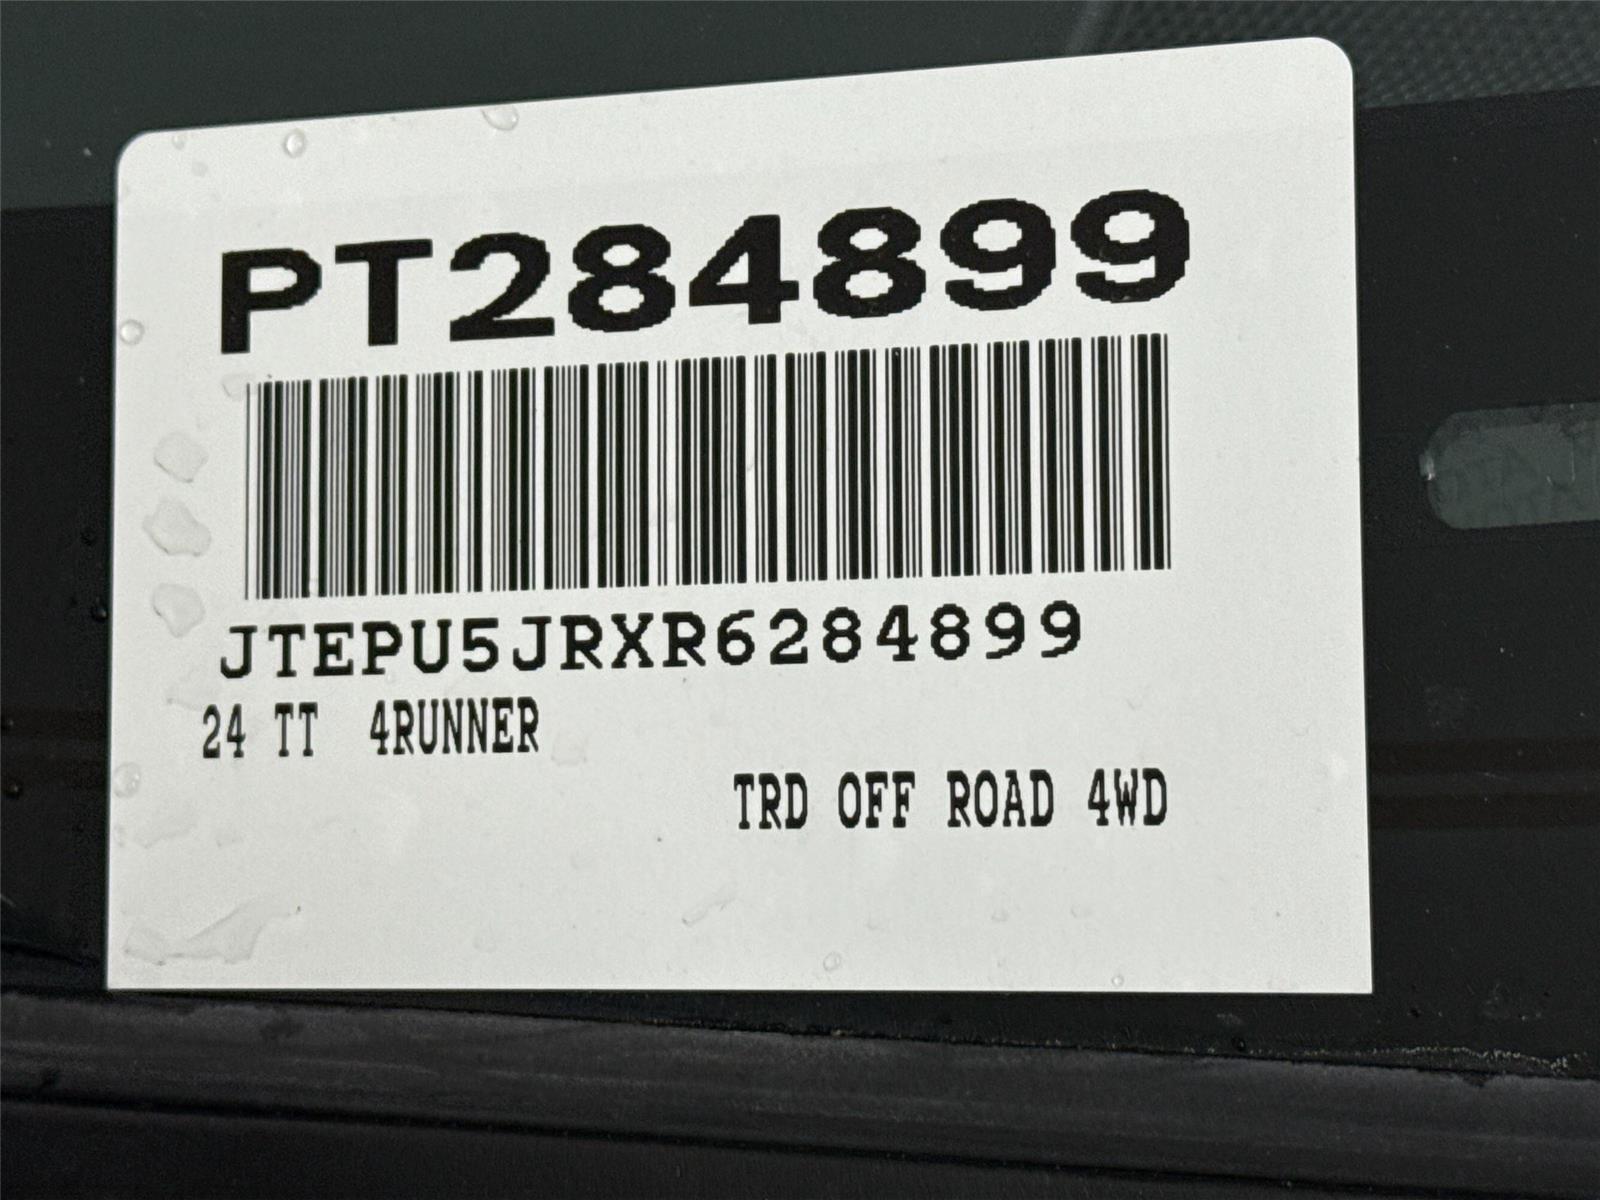 PT284899
JTEPU5JRXR6284899
24 TT 4RUNNER
TRD OFF ROAD 4WD